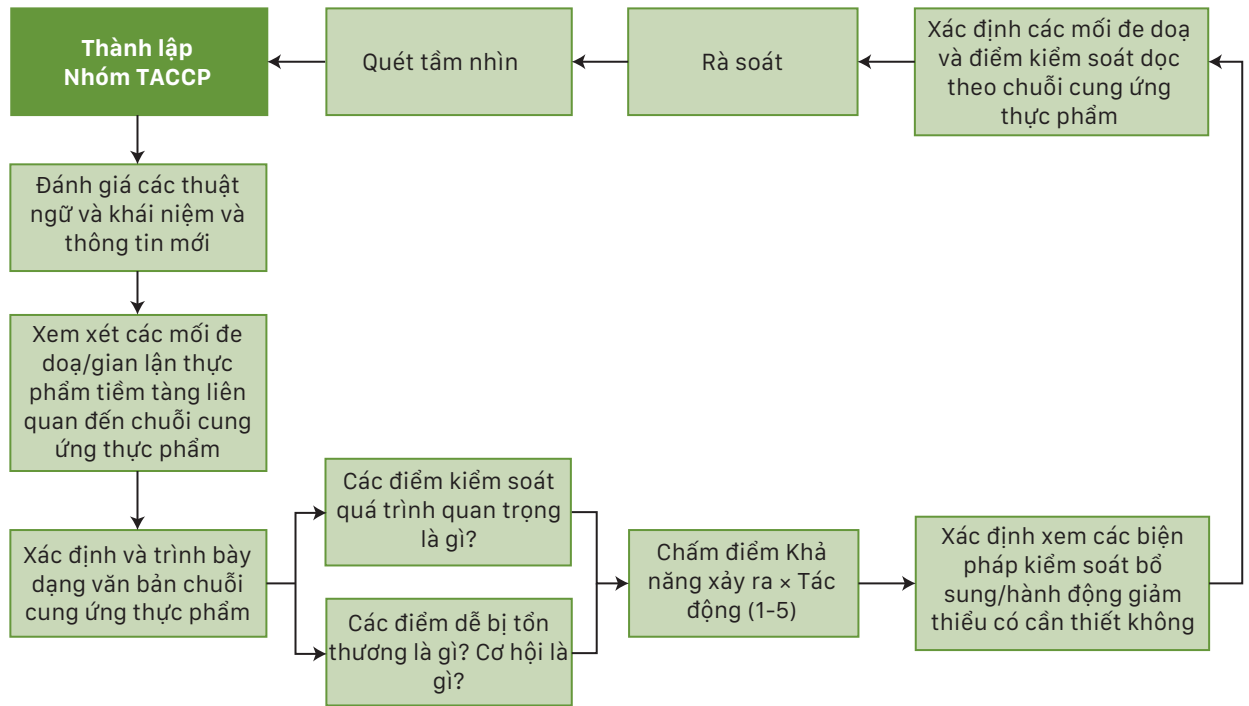 Thành lập
Nhóm TACCP
Quét tầm nhìn
Rà soát
Xác định các mối đe doạ
và điểm kiểm soát dọc
theo chuỗi cung ứng
thực phẩm
Đánh giá các thuật
ngữ và khái niệm và
thông tin mới
Xem xét các mối đe
doạ/gian lận thực
phẩm tiềm tàng liên
quan đến chuỗi cung
ứng thực phẩm
Xác định và trình bày
dạng văn bản chuỗi
cung ứng thực phẩm
Các điểm kiểm soát
quá trình quan trọng
là gì?
Các điểm dễ bị tổn
thương là gì? Cơ hội là
gì?
Chấm điểm Khả
năng xảy ra × Tác
động (1-5)
Xác định xem các biện
pháp kiểm soát bổ
sung/hành động giảm
thiểu có cần thiết không